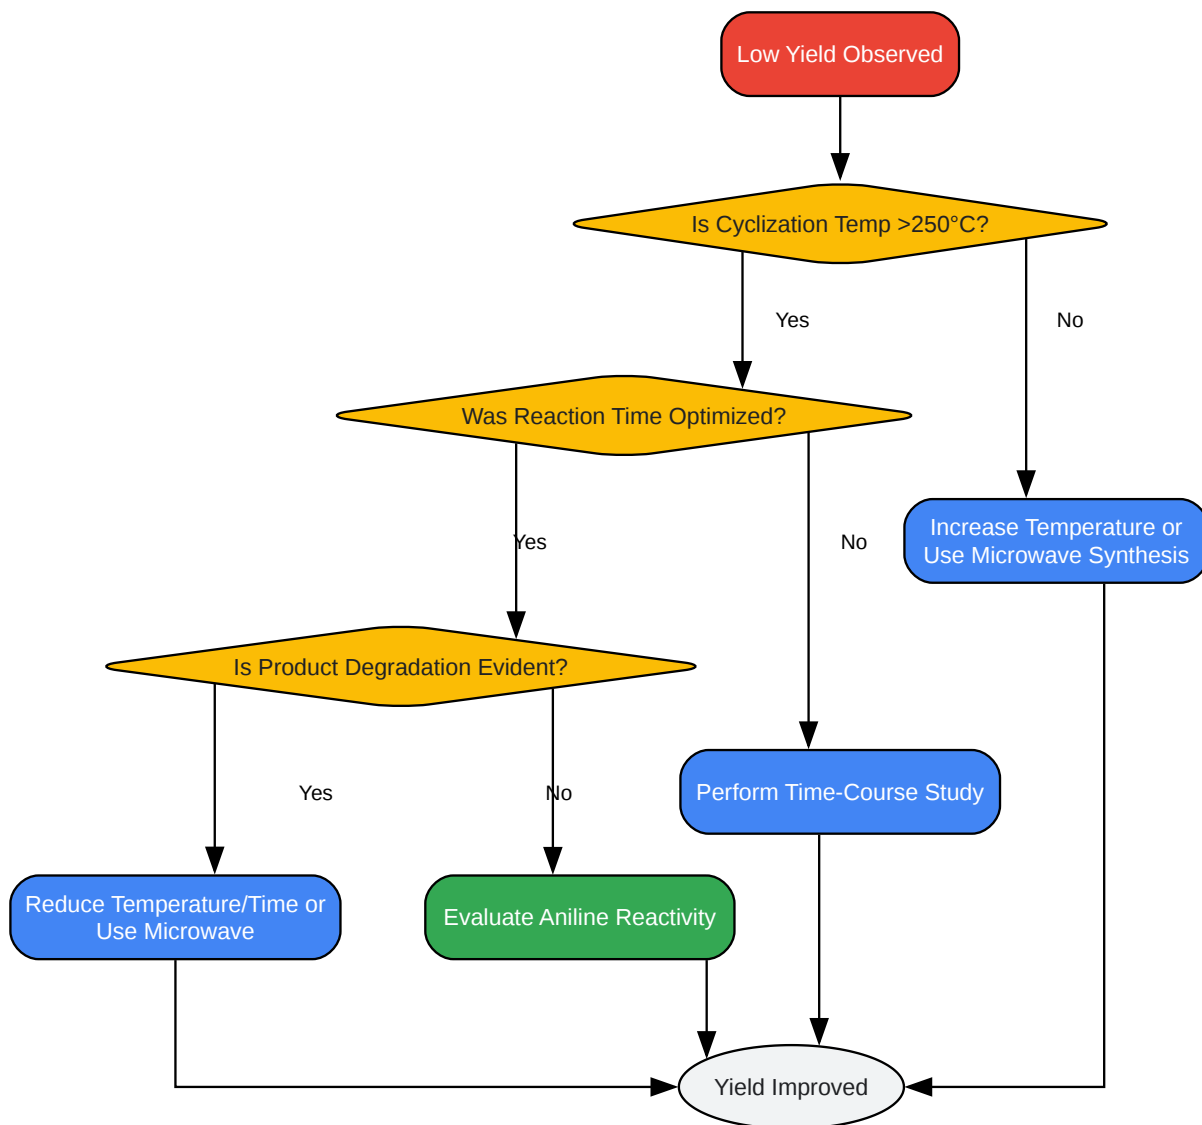 Low Yield Observed
Is Cyclization Temp >250°C?
Yes
No
Was Reaction Time Optimized?
Increase Temperature or
Use Microwave Synthesis
Yes
No
Is Product Degradation Evident?
Yes
No
Perform Time-Course Study
Reduce Temperature/Time or
Use Microwave
Evaluate Aniline Reactivity
Yield Improved